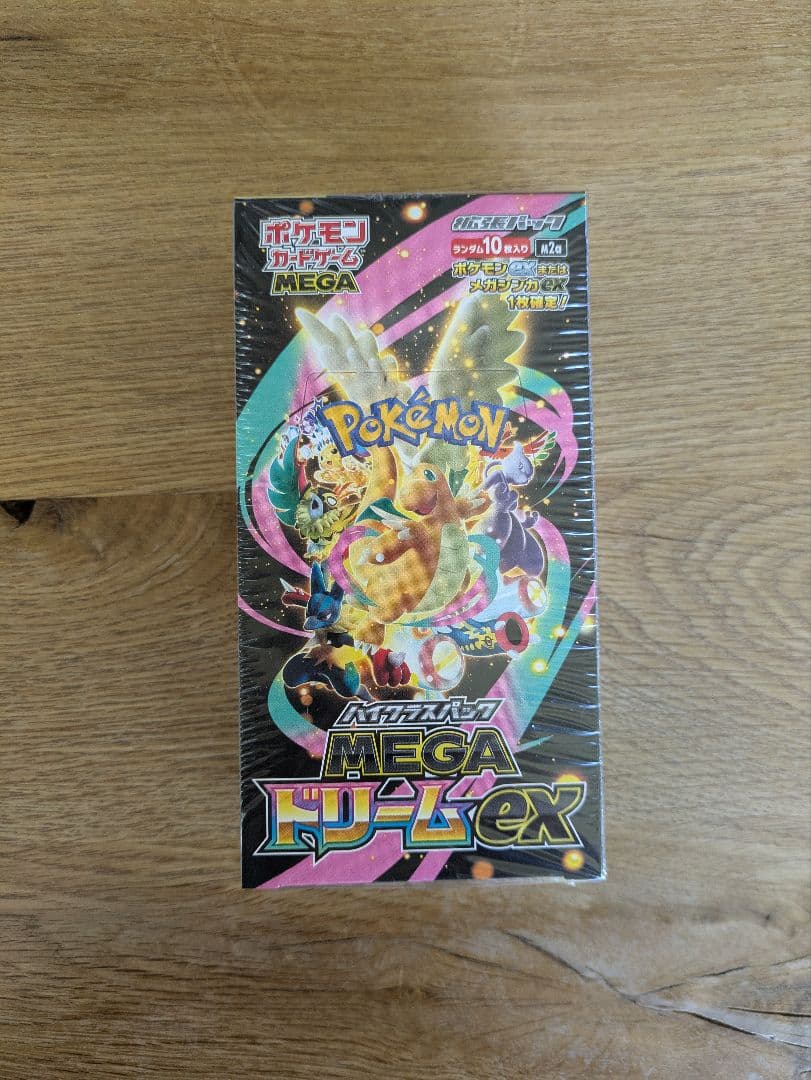 ポケモン
カードゲーム
MEGA
拡張パック
ランダム10枚入り M2a
ポケモンexまたは
メガシンカex
1枚確定!!
POKéMON
ハイクラスパック
MEGA
ドリームex